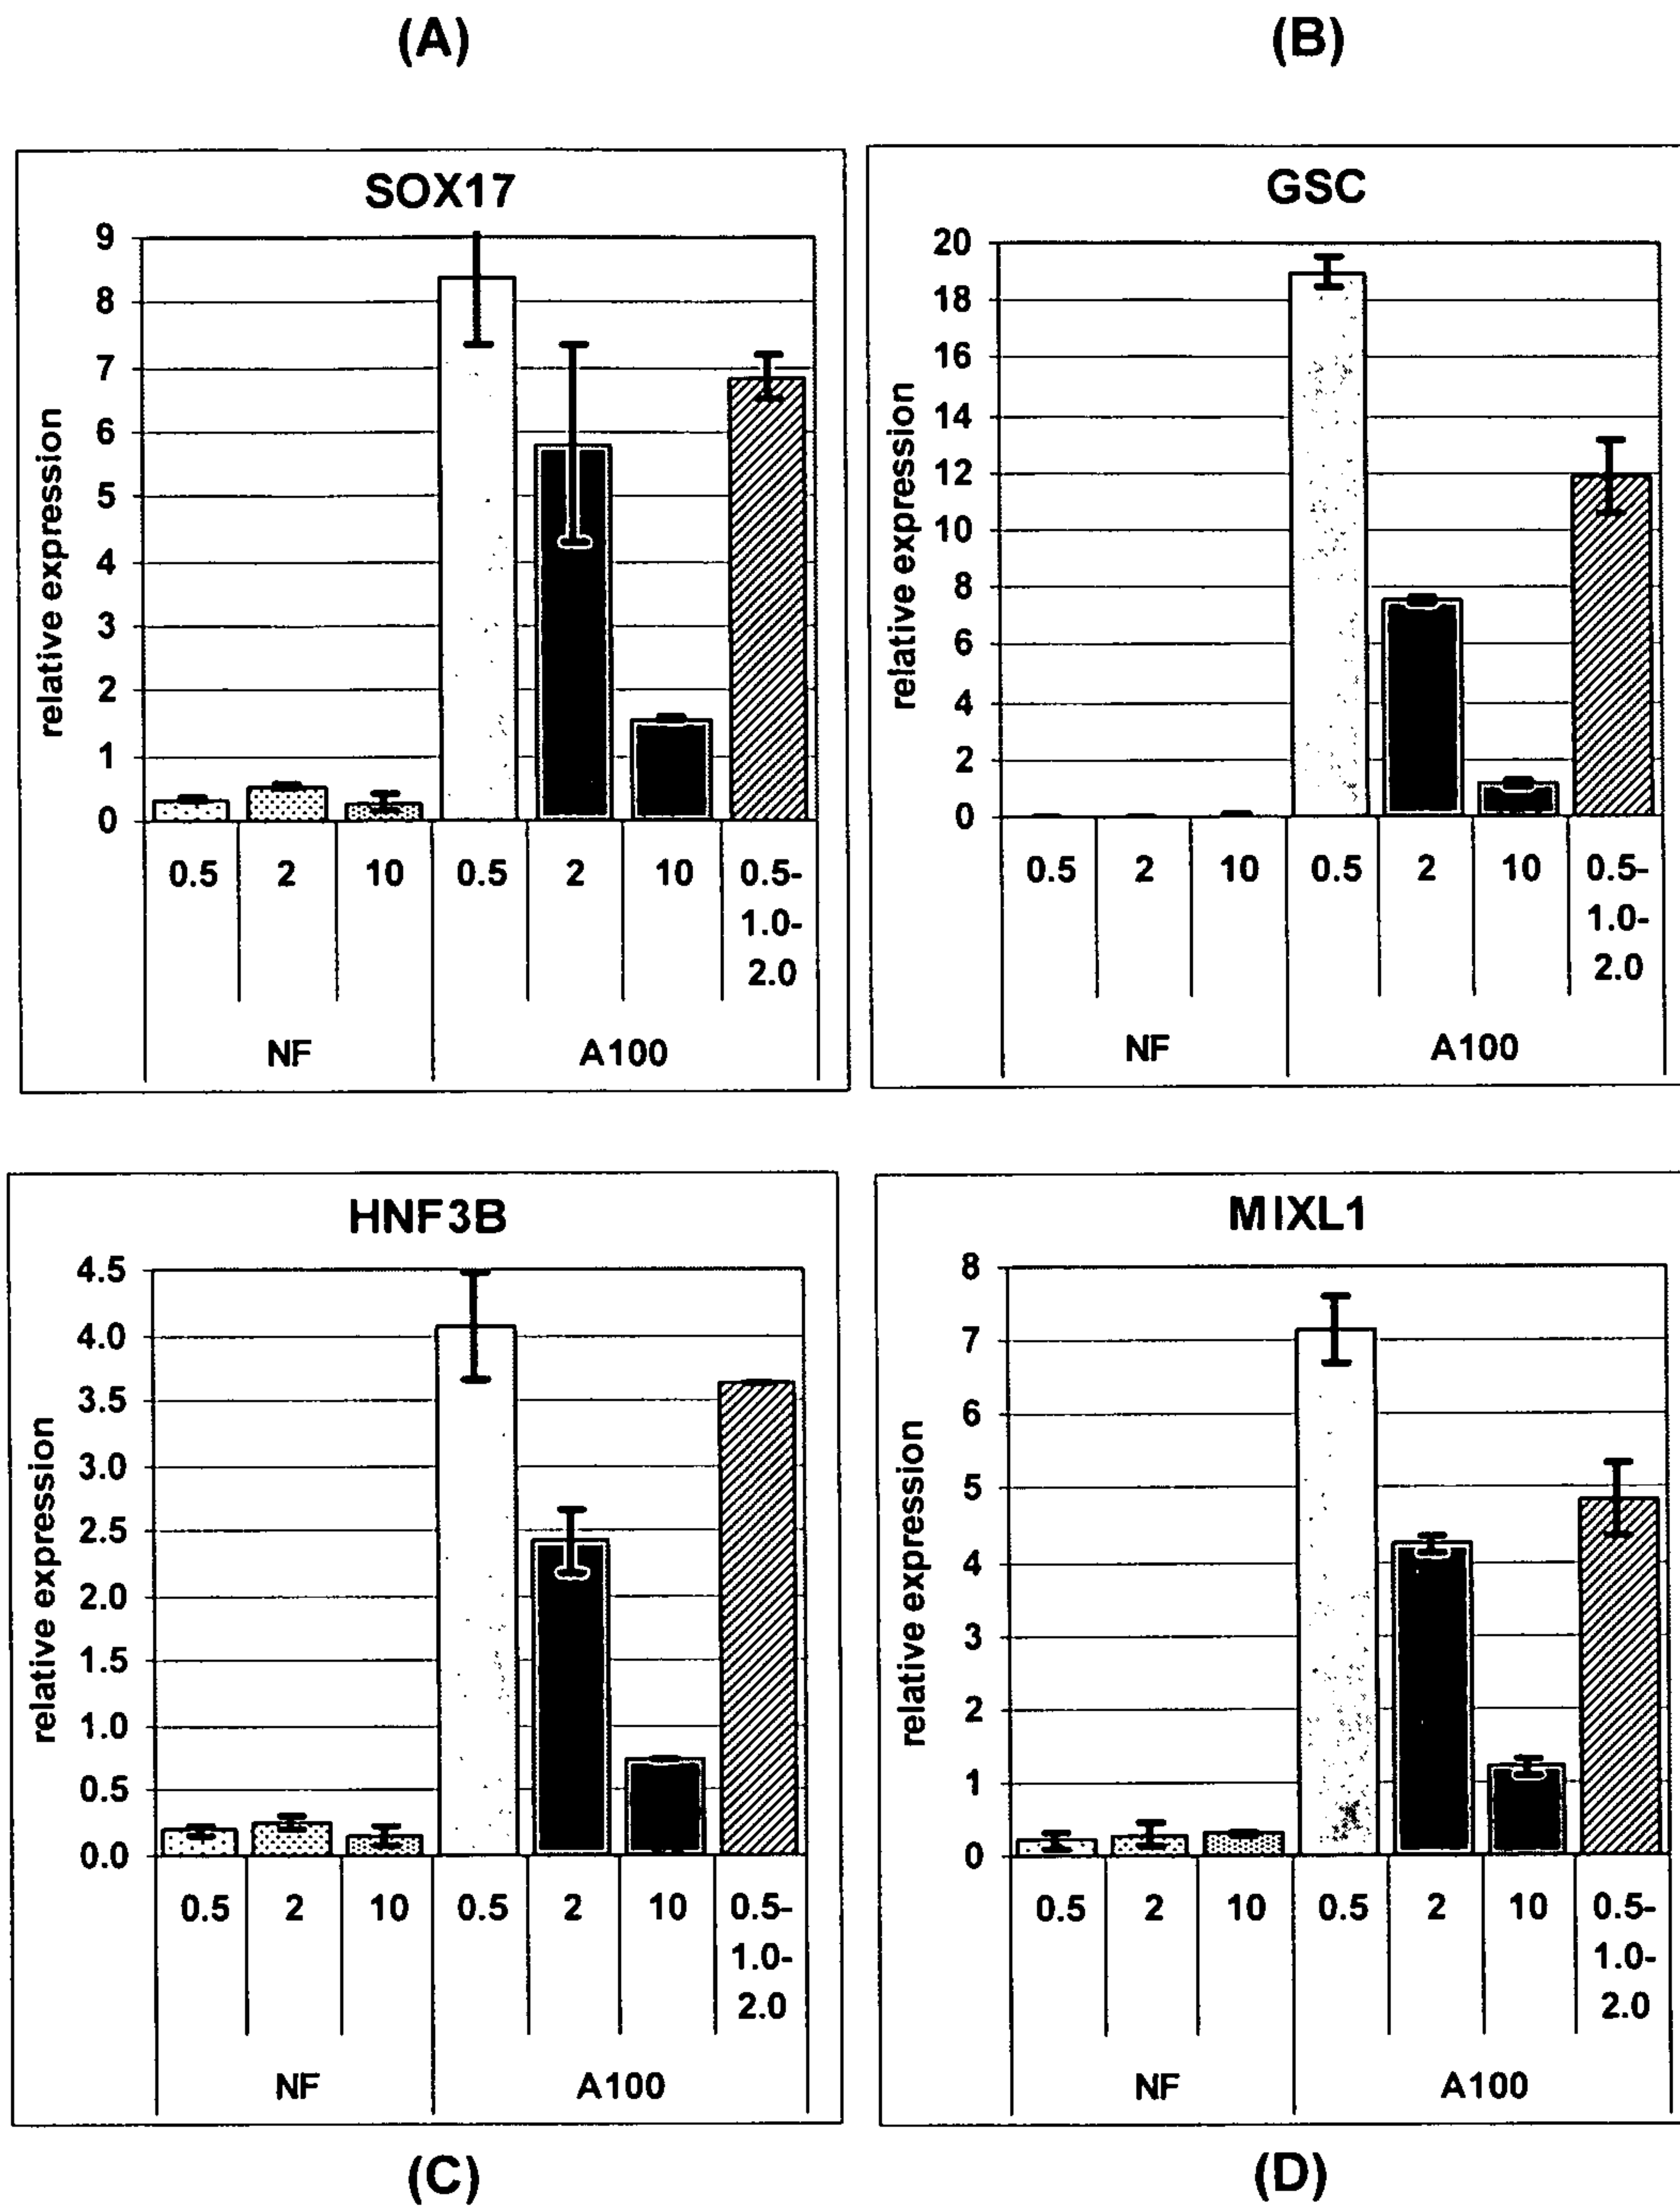 (A)
(B)
SOX17
relative expression
9
8
7
6
5
4
3
2
1
0
0.5 2 10 0.5 2 10 0.5-
1.0-
2.0
NF A100
GSC
relative expression
20
18
16
14
12
10
8
6
4
2
0
0.5 2 10 0.5 2 10 0.5-
1.0-
2.0
NF A100
HNF3B
relative expression
4.5
4.0
3.5
3.0
2.5
2.0
1.5
1.0
0.5
0.0
0.5 2 10 0.5 2 10 0.5-
1.0-
2.0
NF A100
MIXL1
relative expression
8
7
6
5
4
3
2
1
0
0.5 2 10 0.5 2 10 0.5-
1.0-
2.0
NF A100
(C)
(D)